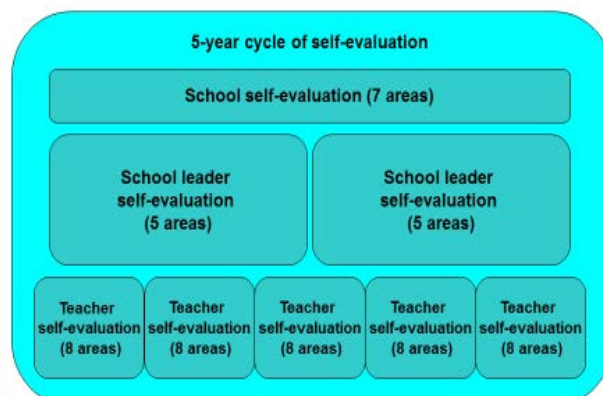 5-year cycle of self-evaluation
School self-evaluation (7 areas)
School leader
self-evaluation
(5 areas)
School leader
self-evaluation
(5 areas)
Teacher
self-evaluation
(8 areas)
Teacher
self-evaluation
(8 areas)
Teacher
self-evaluation
(8 areas)
Teacher
self-evaluation
(8 areas)
Teacher
self-evaluation
(8 areas)